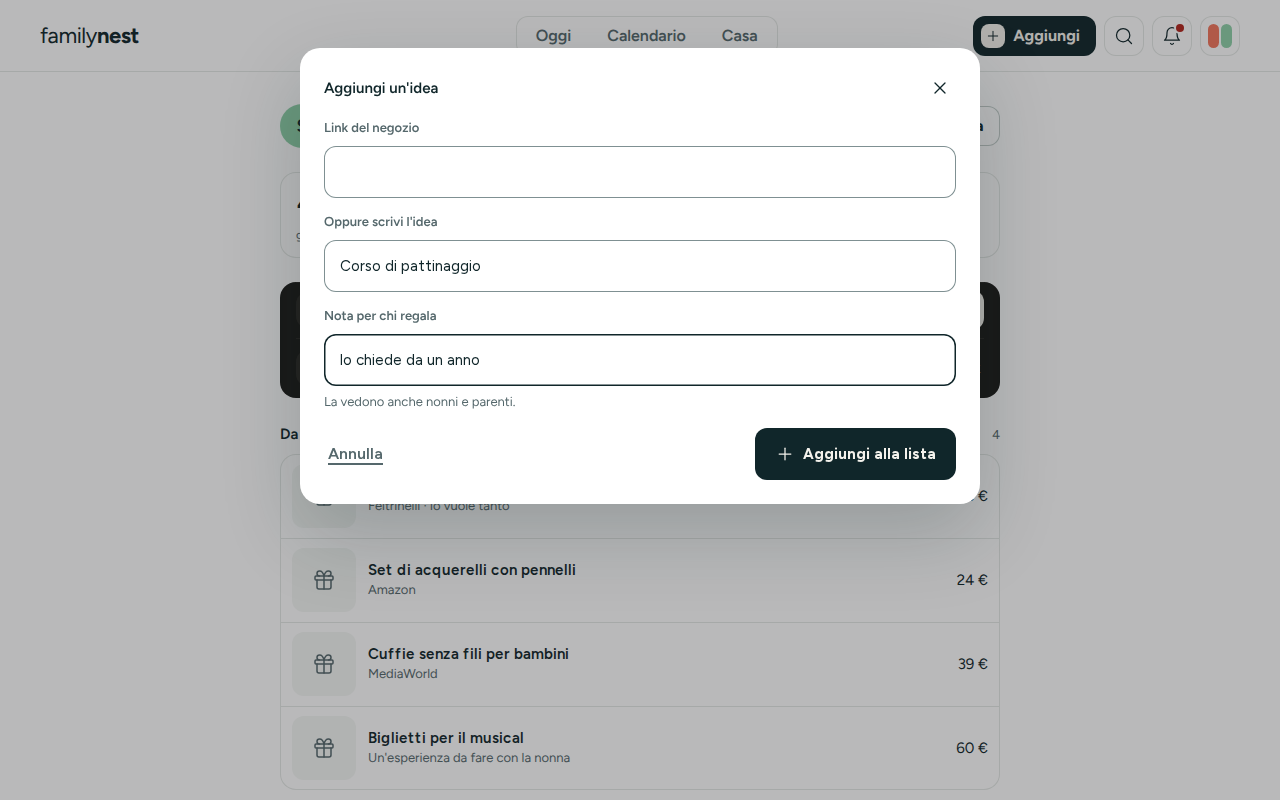 familynest
Oggi Calendario Casa
Aggiungi
Aggiungi un'idea
Link del negozio
Oppure scrivi l'idea
Corso di pattinaggio
Nota per chi regala
lo chiede da un anno
La vedono anche nonni e parenti.
Annulla
Aggiungi alla lista
Da
4
€
Feltrinelli · lo vuole tanto
Set di acquerelli con pennelli
24 €
Amazon
Cuffie senza fili per bambini
39 €
MediaWorld
Biglietti per il musical
60 €
Un'esperienza da fare con la nonna